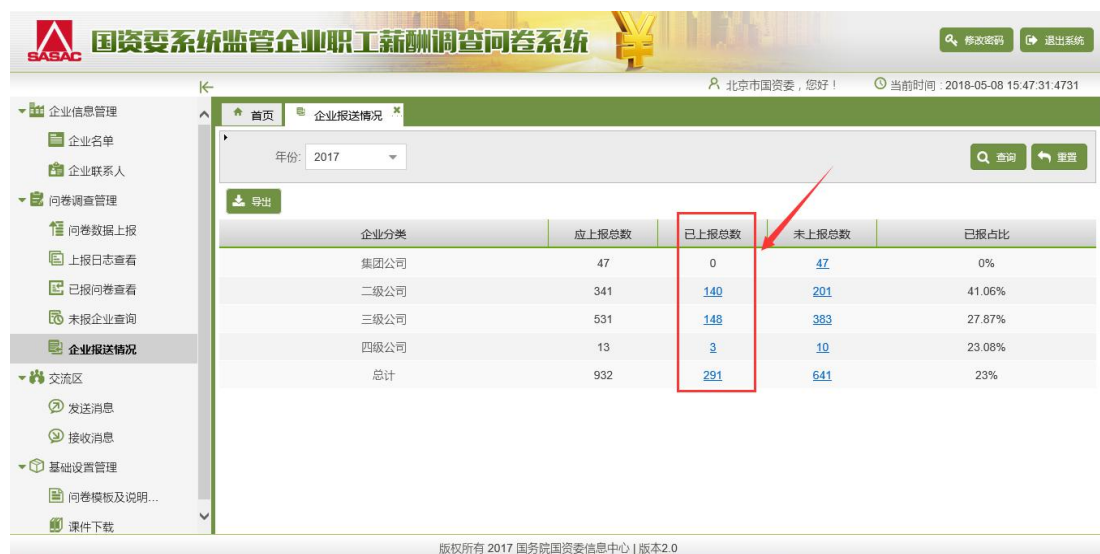 SASAC 国资委系统监管企业职工薪酬调查问卷系统 修改密码 退出系统
北京市国资委，您好！ 当前时间：2018-05-08 15:47:31:4731
企业信息管理
企业名单
企业联系人
问卷调查管理
问卷数据上报
上报日志查看
已报问卷查看
未报企业查询
企业报送情况
交流区
发送消息
接收消息
基础设置管理
问卷模板及说明...
课件下载
首页 企业报送情况
年份: 2017 查询 重置
导出
企业分类 应上报总数 已上报总数 未上报总数 已报占比
集团公司 47 0 47 0%
二级公司 341 140 201 41.06%
三级公司 531 148 383 27.87%
四级公司 13 3 10 23.08%
总计 932 291 641 23%
版权所有 2017 国务院国资委信息中心 | 版本2.0